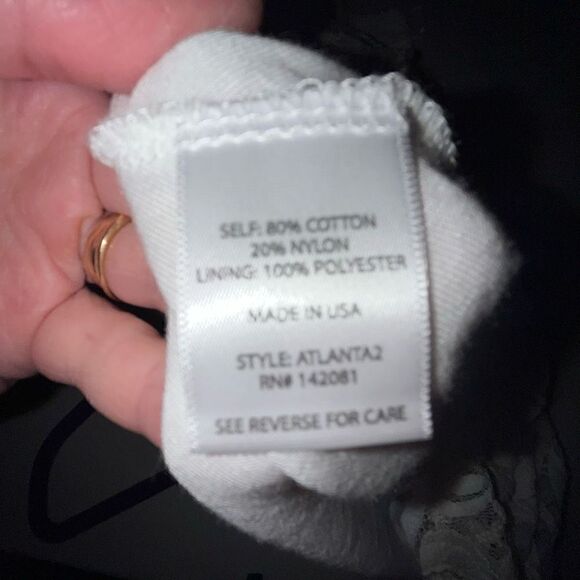 SELF: 80% COTTON
20% NYLON
LINING: 100% POLYESTER
MADE IN USA
STYLE: ATLANTA2
RN# 142081
SEE REVERSE FOR CARE